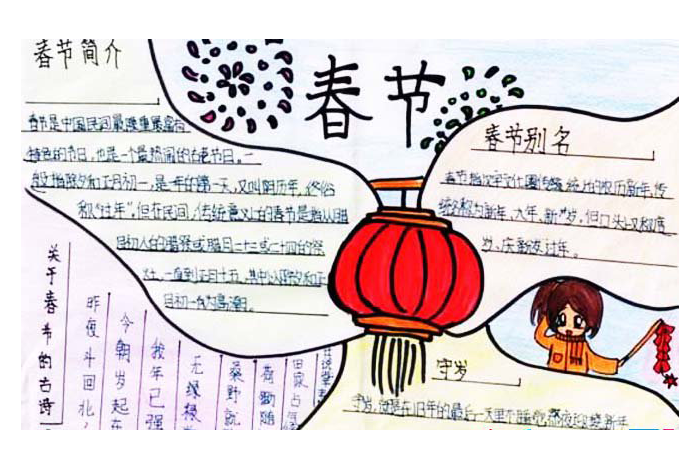 春节
春节简介
春节是中国民间最隆重最富有
特色的节日,也是一个最热闹的古老节日,一
般指除夕和正月初一,是一年的第一天,又叫阴历年,俗
称“过年”,但在民间,传统意义上的春节是指从腊
月初八的腊祭或腊月二十三或二十四的祭
灶,一直到正月十五,其中以除夕和正
月初一为高潮。
春节别名
春节指汉字文化圈传统上的农历新年,传
统名称为新年、大年、新岁,但口头上又称度
岁、庆新岁、过年。
守岁
守岁,就是在旧年的最后一天里不睡觉
关于春节的古诗
昨夜斗回北
今朝岁起
我年已强
无禄
桑野
荷锄随
田家占气